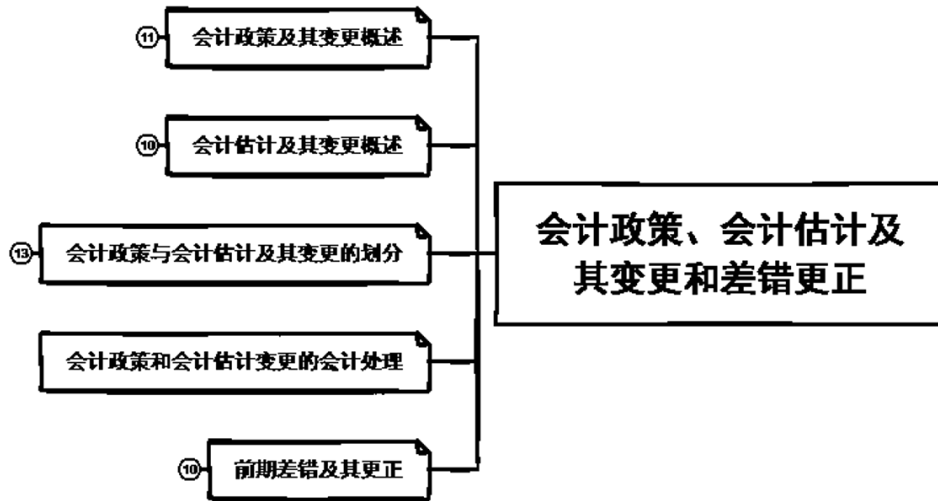 ⑪ 会计政策及其变更概述
⑩ 会计估计及其变更概述
⑬ 会计政策与会计估计及其变更的划分
会计政策和会计估计变更的会计处理
⑩ 前期差错及其更正
会计政策、会计估计及
其变更和差错更正